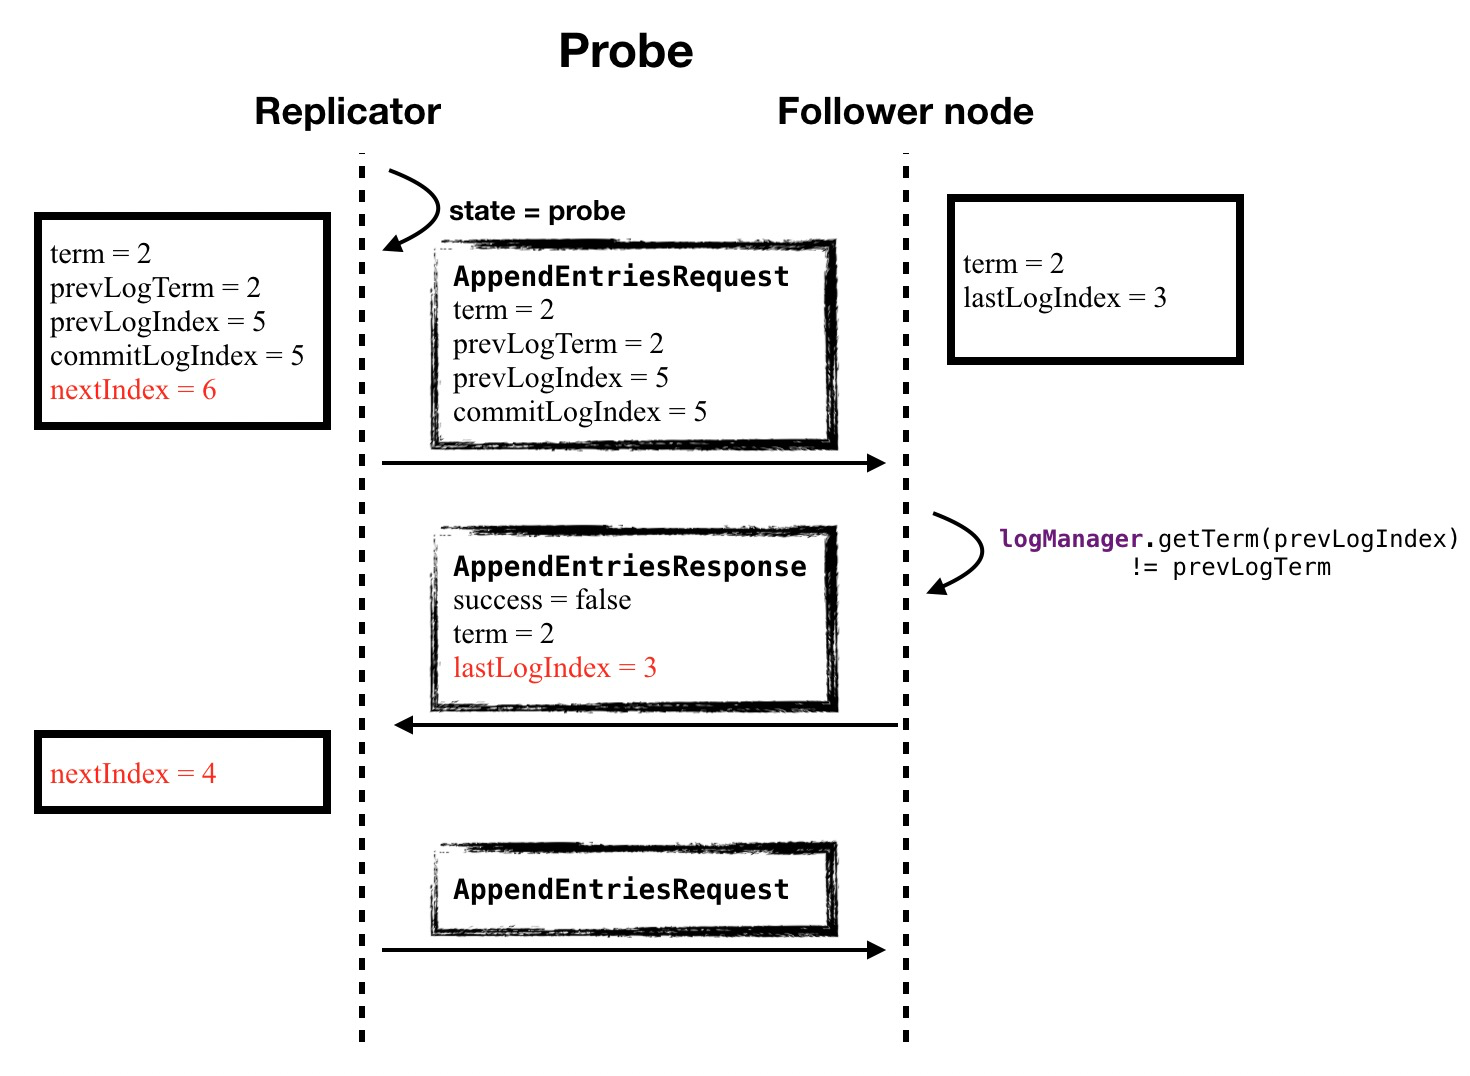 Probe
Replicator
Follower node
state = probe
term = 2
prevLogTerm = 2
prevLogIndex = 5
commitLogIndex = 5
nextIndex = 6
AppendEntriesRequest
term = 2
prevLogTerm = 2
prevLogIndex = 5
commitLogIndex = 5
term = 2
lastLogIndex = 3
logManager.getTerm(prevLogIndex)
!= prevLogTerm
AppendEntriesResponse
success = false
term = 2
lastLogIndex = 3
nextIndex = 4
AppendEntriesRequest